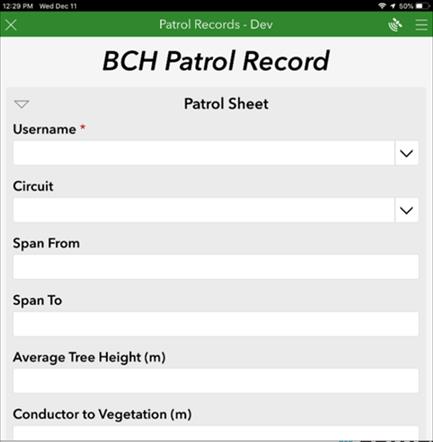 12:29 PM Wed Dec 11 50%
Patrol Records - Dev
BCH Patrol Record
Patrol Sheet
Username *
Circuit
Span From
Span To
Average Tree Height (m)
Conductor to Vegetation (m)